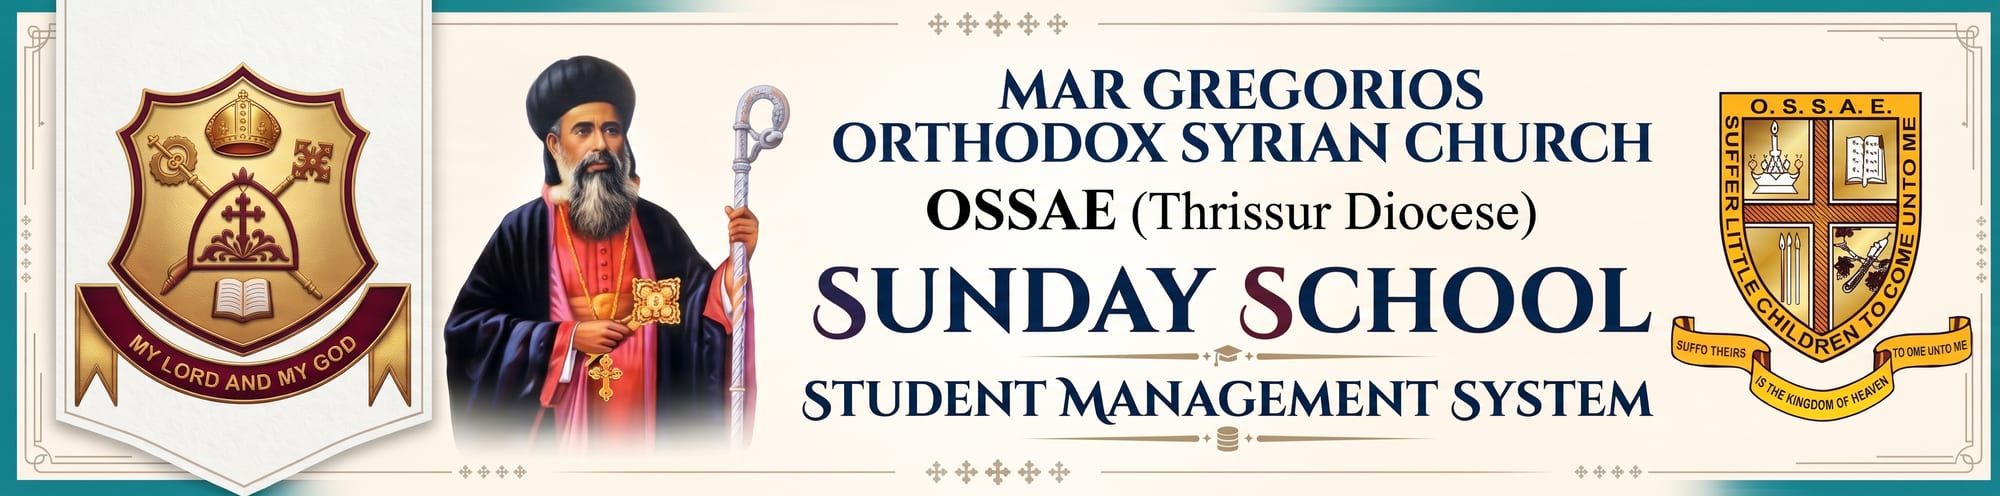 MY LORD AND MY GOD
MAR GREGORIOS
ORTHODOX SYRIAN CHURCH
OSSAE (Thrissur Diocese)
SUNDAY SCHOOL
STUDENT MANAGEMENT SYSTEM
O. S. S. A. E.
SUFFER LITTLE CHILDREN TO COME UNTO ME
SUFFO THEIRS
IS THE KINGDOM OF HEAVEN
TO OME UNTO ME